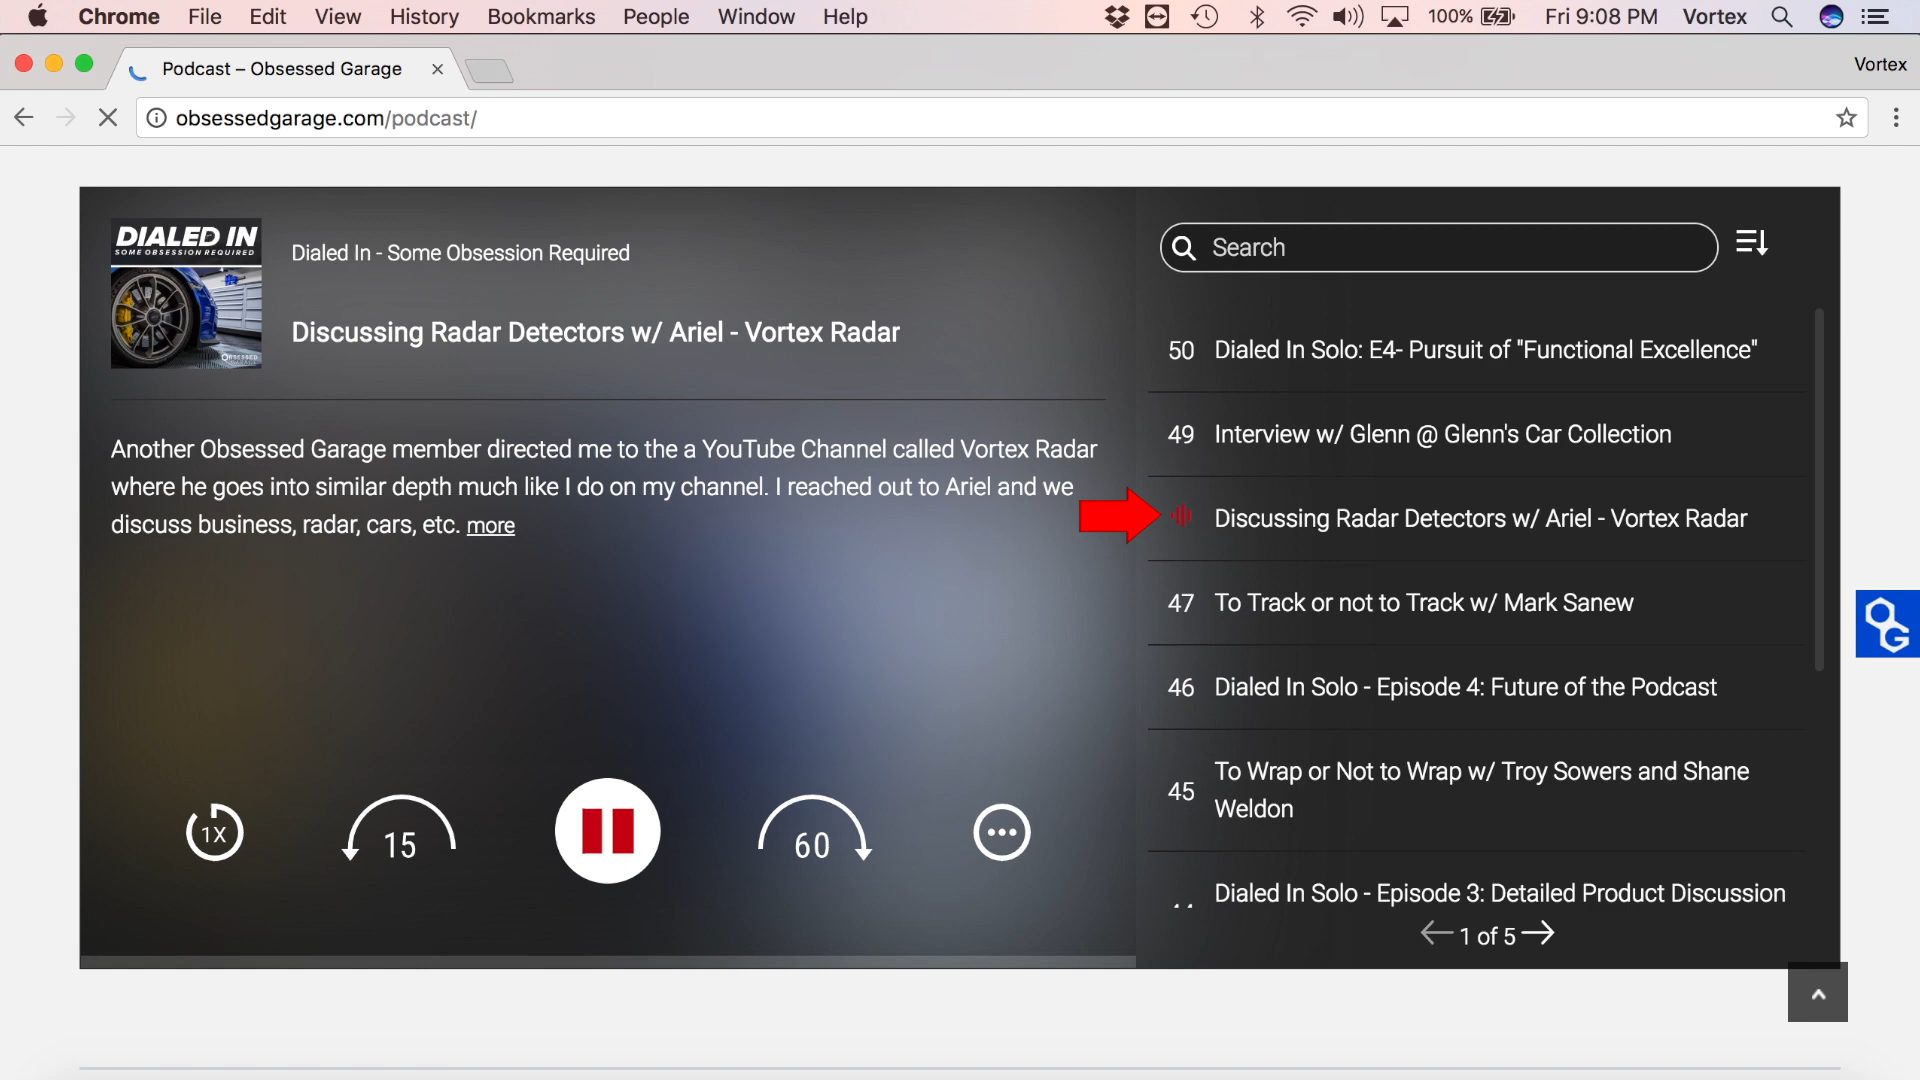 Chrome File Edit View History Bookmarks People Window Help 100% Fri 9:08 PM Vortex
Podcast – Obsessed Garage
Vortex
obsessedgarage.com/podcast/
DIALED IN
SOME OBSESSION REQUIRED
Dialed In - Some Obsession Required
Discussing Radar Detectors w/ Ariel - Vortex Radar
Another Obsessed Garage member directed me to the a YouTube Channel called Vortex Radar
where he goes into similar depth much like I do on my channel. I reached out to Ariel and we
discuss business, radar, cars, etc. more
1X
15
60
Search
50 Dialed In Solo: E4- Pursuit of "Functional Excellence"
49 Interview w/ Glenn @ Glenn's Car Collection
Discussing Radar Detectors w/ Ariel - Vortex Radar
47 To Track or not to Track w/ Mark Sanew
46 Dialed In Solo - Episode 4: Future of the Podcast
45 To Wrap or Not to Wrap w/ Troy Sowers and Shane
Weldon
Dialed In Solo - Episode 3: Detailed Product Discussion
1 of 5
OG